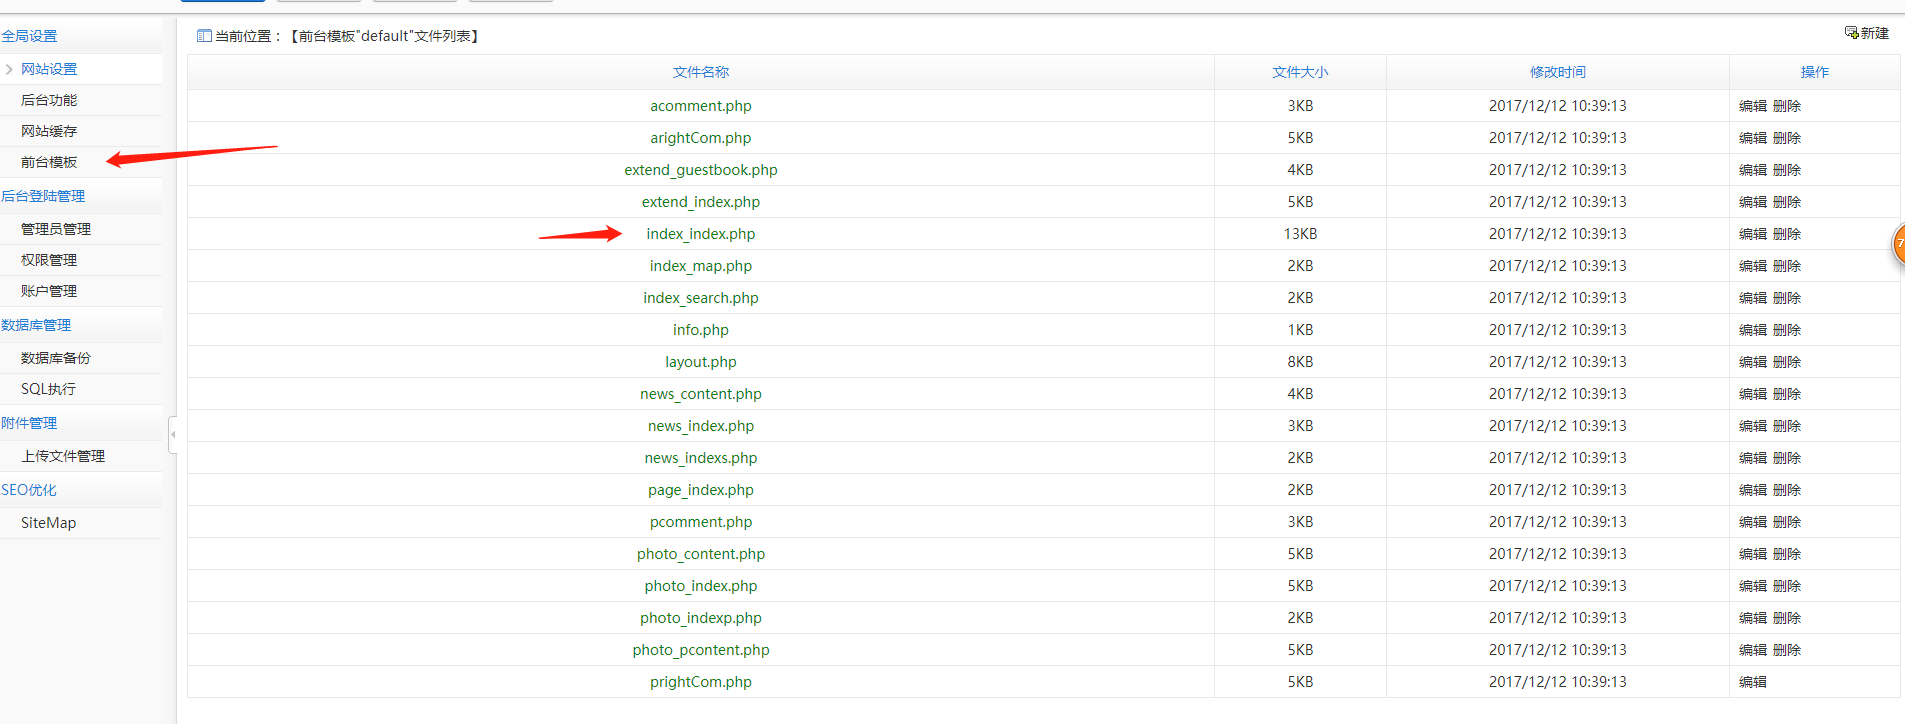 全局设置
网站设置
后台功能
网站缓存
前台模板
后台登陆管理
管理员管理
权限管理
账户管理
数据库管理
数据库备份
SQL执行
附件管理
上传文件管理
SEO优化
SiteMap
当前位置：【前台模板"default"文件列表】
新建
文件名称 文件大小 修改时间 操作
acomment.php 3KB 2017/12/12 10:39:13 编辑 删除
arightCom.php 5KB 2017/12/12 10:39:13 编辑 删除
extend_guestbook.php 4KB 2017/12/12 10:39:13 编辑 删除
extend_index.php 5KB 2017/12/12 10:39:13 编辑 删除
index_index.php 13KB 2017/12/12 10:39:13 编辑 删除
index_map.php 2KB 2017/12/12 10:39:13 编辑 删除
index_search.php 2KB 2017/12/12 10:39:13 编辑 删除
info.php 1KB 2017/12/12 10:39:13 编辑 删除
layout.php 8KB 2017/12/12 10:39:13 编辑 删除
news_content.php 4KB 2017/12/12 10:39:13 编辑 删除
news_index.php 3KB 2017/12/12 10:39:13 编辑 删除
news_indexs.php 2KB 2017/12/12 10:39:13 编辑 删除
page_index.php 2KB 2017/12/12 10:39:13 编辑 删除
pcomment.php 3KB 2017/12/12 10:39:13 编辑 删除
photo_content.php 5KB 2017/12/12 10:39:13 编辑 删除
photo_index.php 5KB 2017/12/12 10:39:13 编辑 删除
photo_indexp.php 2KB 2017/12/12 10:39:13 编辑 删除
photo_pcontent.php 5KB 2017/12/12 10:39:13 编辑 删除
prightCom.php 5KB 2017/12/12 10:39:13 编辑